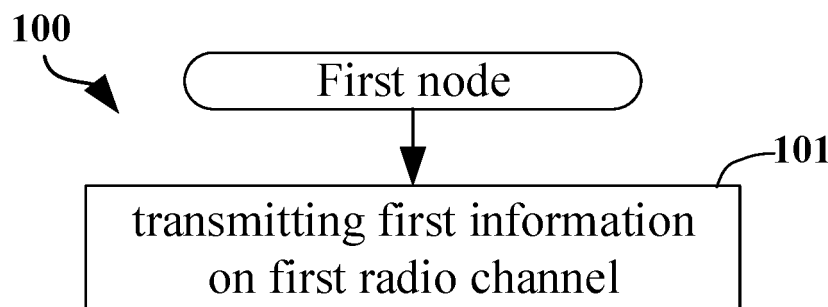 100
First node
101
transmitting first information
on first radio channel